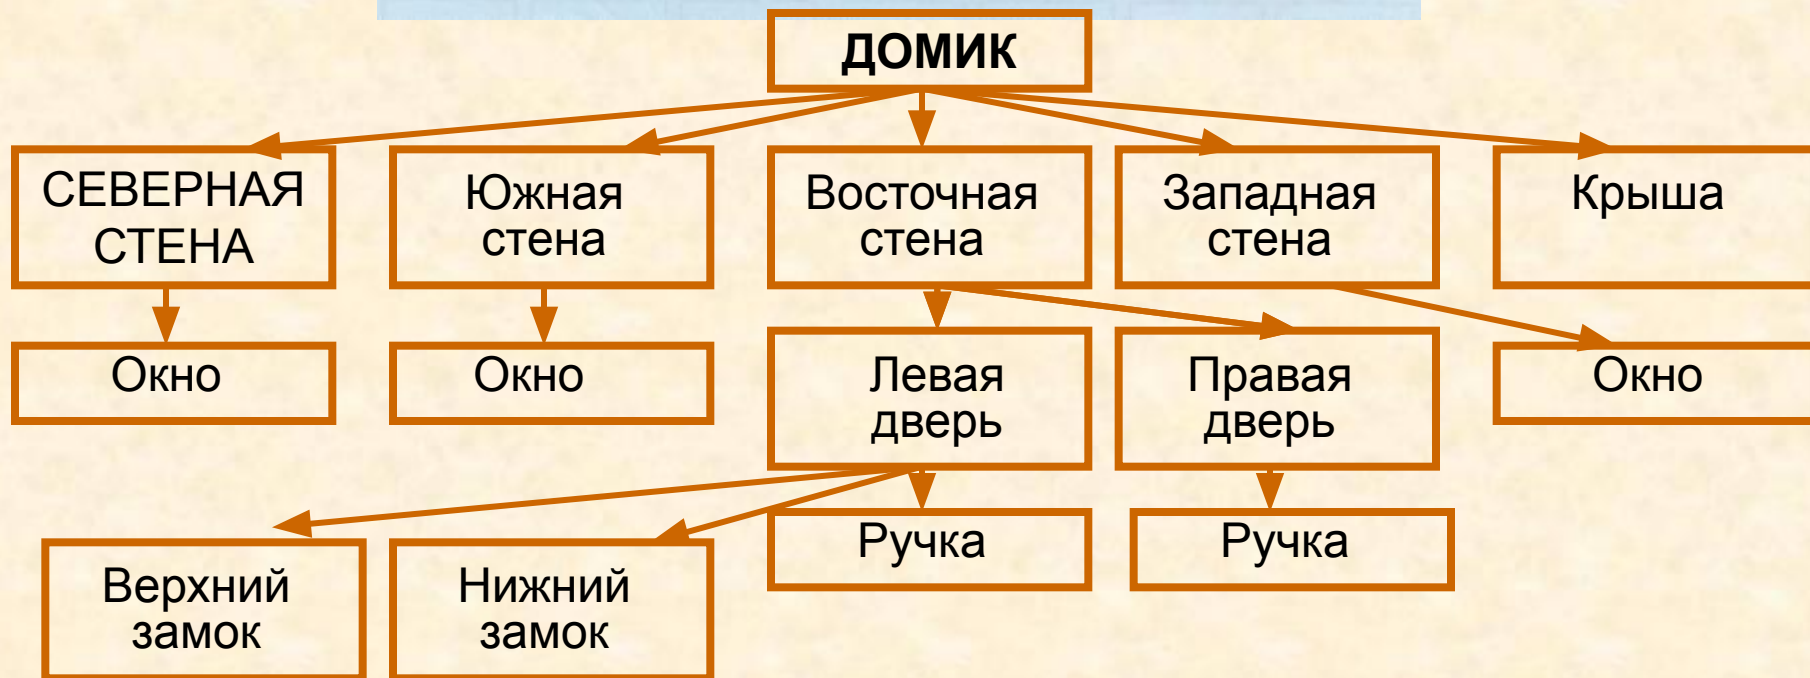 ДОМИК
СЕВЕРНАЯ
СТЕНА
Южная
стена
Восточная
стена
Западная
стена
Крыша
Окно
Окно
Левая
дверь
Правая
дверь
Окно
Верхний
замок
Нижний
замок
Ручка
Ручка